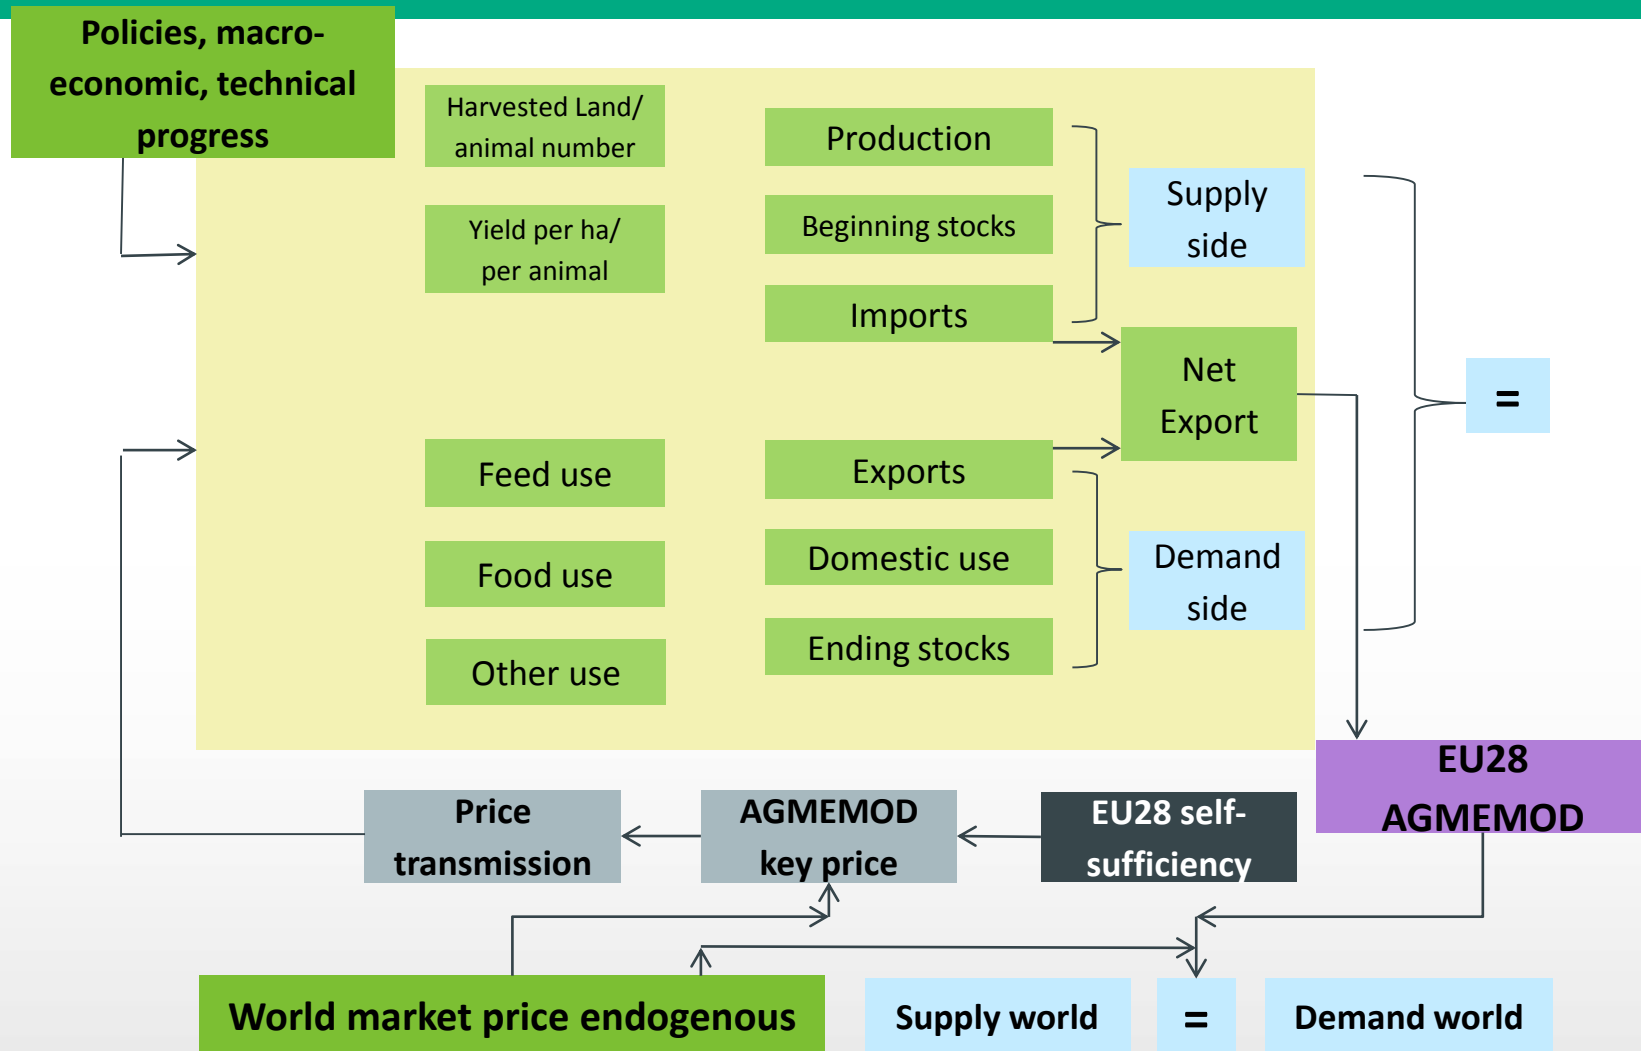 Policies, macro-
economic, technical
progress
Harvested Land/
animal number
Yield per ha/
per animal
Production
Beginning stocks
Imports
Supply
side
Net
Export
=
Feed use
Food use
Other use
Exports
Domestic use
Ending stocks
Demand
side
EU28
AGMEMOD
Price
transmission
AGMEMOD
key price
EU28 self-
sufficiency
World market price endogenous
Supply world
=
Demand world